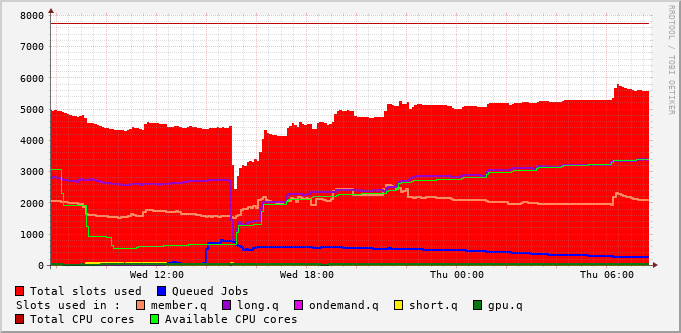 8000
7000
6000
5000
4000
3000
2000
1000
0
Wed 12:00 Wed 18:00 Thu 00:00 Thu 06:00
RRDTOOL / TOBI OETIKER
Total slots used Queued Jobs
Slots used in : member.q long.q ondemand.q short.q gpu.q
Total CPU cores Available CPU cores